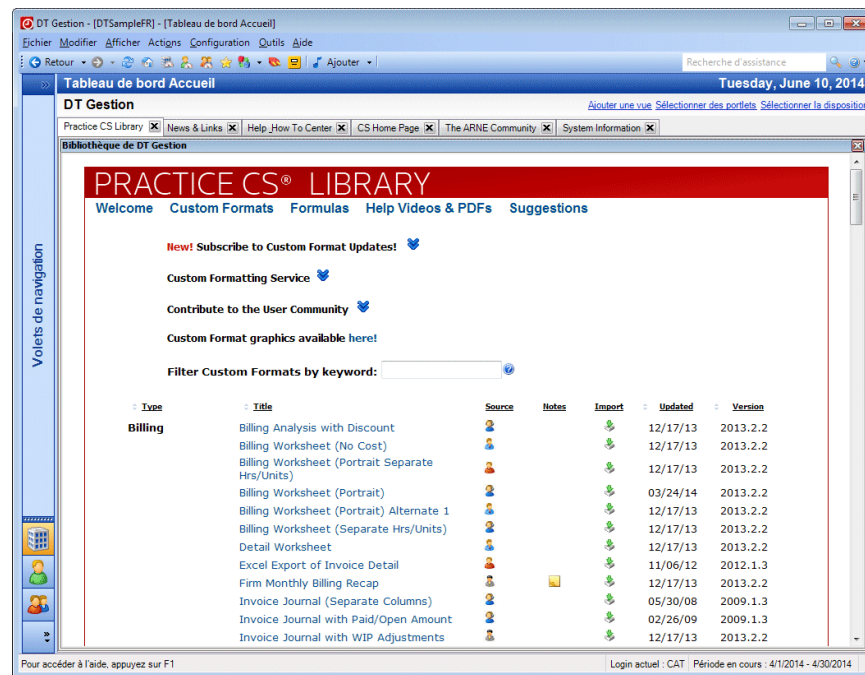 DT Gestion - [DTSampleFR] - [Tableau de bord Accueil]
Fichier Modifier Afficher Actigns Configuration Outils Aide
Retour Ajouter Recherche d'assistance
Tableau de bord Accueil Tuesday, June 10, 2014
DT Gestion Ajouter une vue Sélectionner des portlets Sélectionner la disposition
Practice CS Library News & Links Help_How To Center CS Home Page The ARNE Community System Information
Bibliothèque de DT Gestion
PRACTICE CS® LIBRARY
Welcome Custom Formats Formulas Help Videos & PDFs Suggestions
New! Subscribe to Custom Format Updates!
Custom Formatting Service
Contribute to the User Community
Custom Format graphics available here!
Filter Custom Formats by keyword:
Type Title Source Notes Import Updated Version
Billing Billing Analysis with Discount 12/17/13 2013.2.2
Billing Worksheet (No Cost) 12/17/13 2013.2.2
Billing Worksheet (Portrait Separate
Hrs/Units) 12/17/13 2013.2.2
Billing Worksheet (Portrait) 03/24/14 2013.2.2
Billing Worksheet (Portrait) Alternate 1 12/17/13 2013.2.2
Billing Worksheet (Separate Hrs/Units) 12/17/13 2013.2.2
Detail Worksheet 12/17/13 2013.2.2
Excel Export of Invoice Detail 11/06/12 2012.1.3
Firm Monthly Billing Recap 12/17/13 2013.2.2
Invoice Journal (Separate Columns) 05/30/08 2009.1.3
Invoice Journal with Paid/Open Amount 02/26/09 2009.1.3
Invoice Journal with WIP Adjustments 12/17/13 2013.2.2
Volets de navigation
Pour accéder à l'aide, appuyez sur F1 Login actuel : CAT Période en cours : 4/1/2014 - 4/30/2014